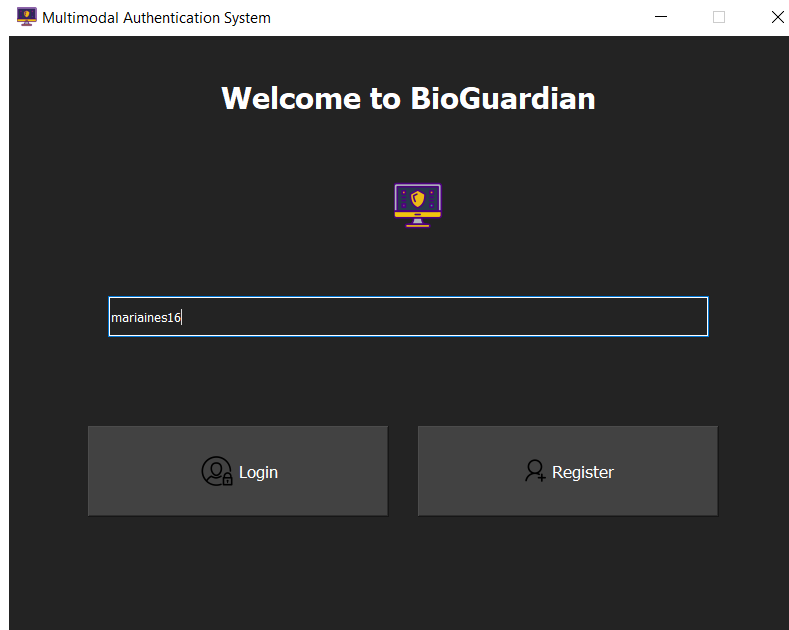 Multimodal Authentication System
Welcome to BioGuardian
mariaines16
Login
Register